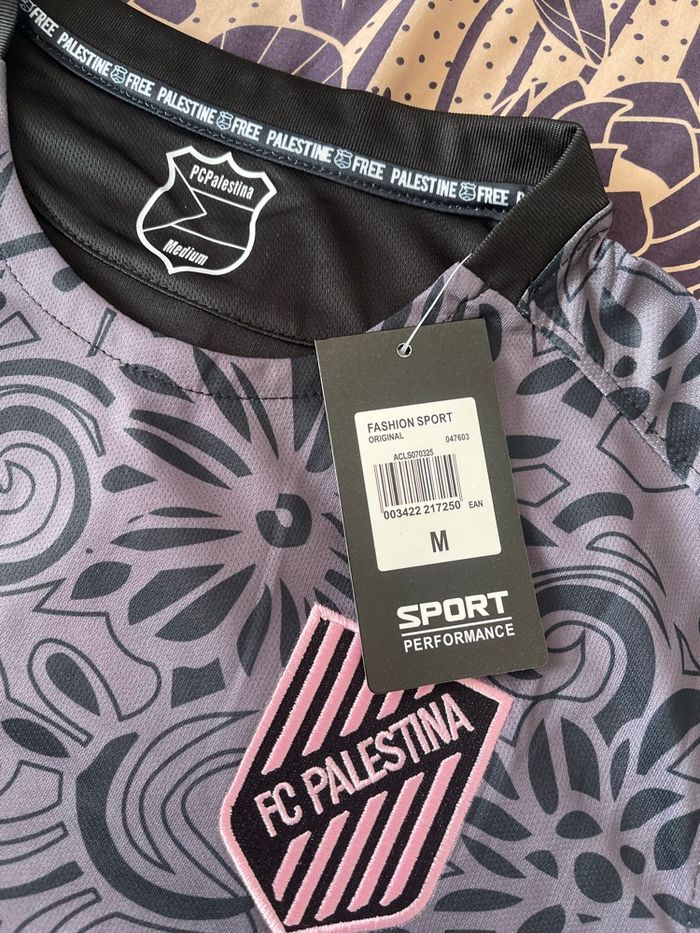 FREE PALESTINE FREE PALESTINE FREE PALESTINE FREE
PCPalestina
Medium
FASHION SPORT
ORIGINAL 047603
ACLS070325
003422 217250 EAN
M
SPORT
PERFORMANCE
FC PALESTINA